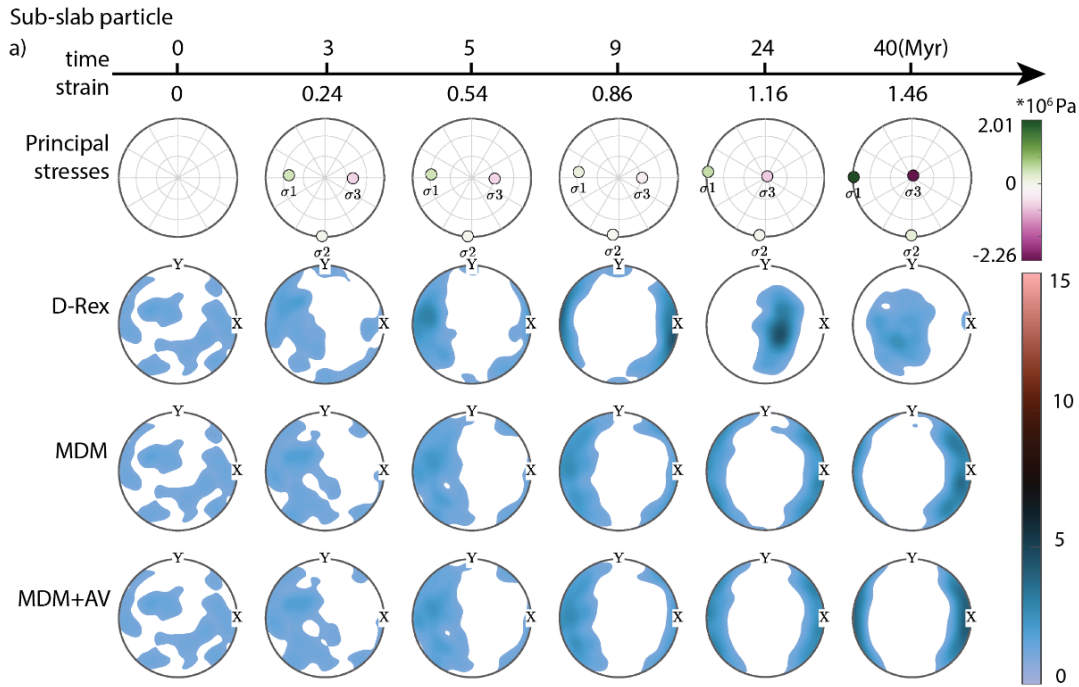 Sub-slab particle
a)
time 0 3 5 9 24 40(Myr)
strain 0 0.24 0.54 0.86 1.16 1.46
*10⁶ Pa
Principal stresses
2.01
0
-2.26
σ1 σ3 σ1 σ3 σ1 σ3 σ1 σ3 σ1 σ3
σ2 σ2 σ2 σ2 σ2
Y Y Y Y
D-Rex
X X X X X X
15
10
5
0
Y Y Y Y Y Y
MDM
X X X X X X
Y Y Y Y Y Y
MDM+AV
X X X X X X